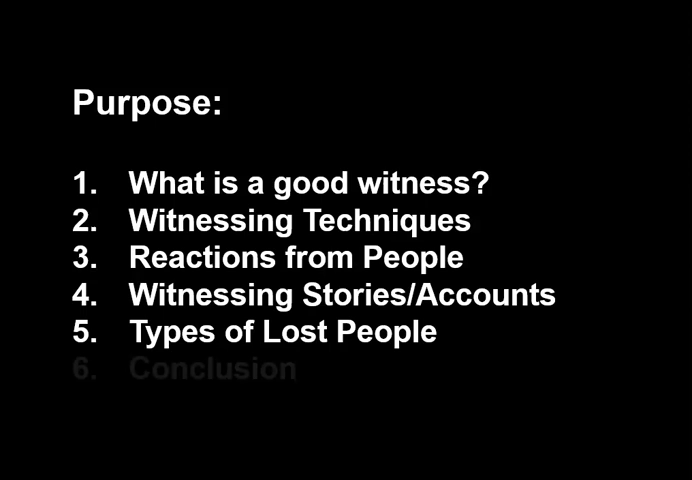 Purpose:
1. What is a good witness?
2. Witnessing Techniques
3. Reactions from People
4. Witnessing Stories/Accounts
5. Types of Lost People
6. Conclusion